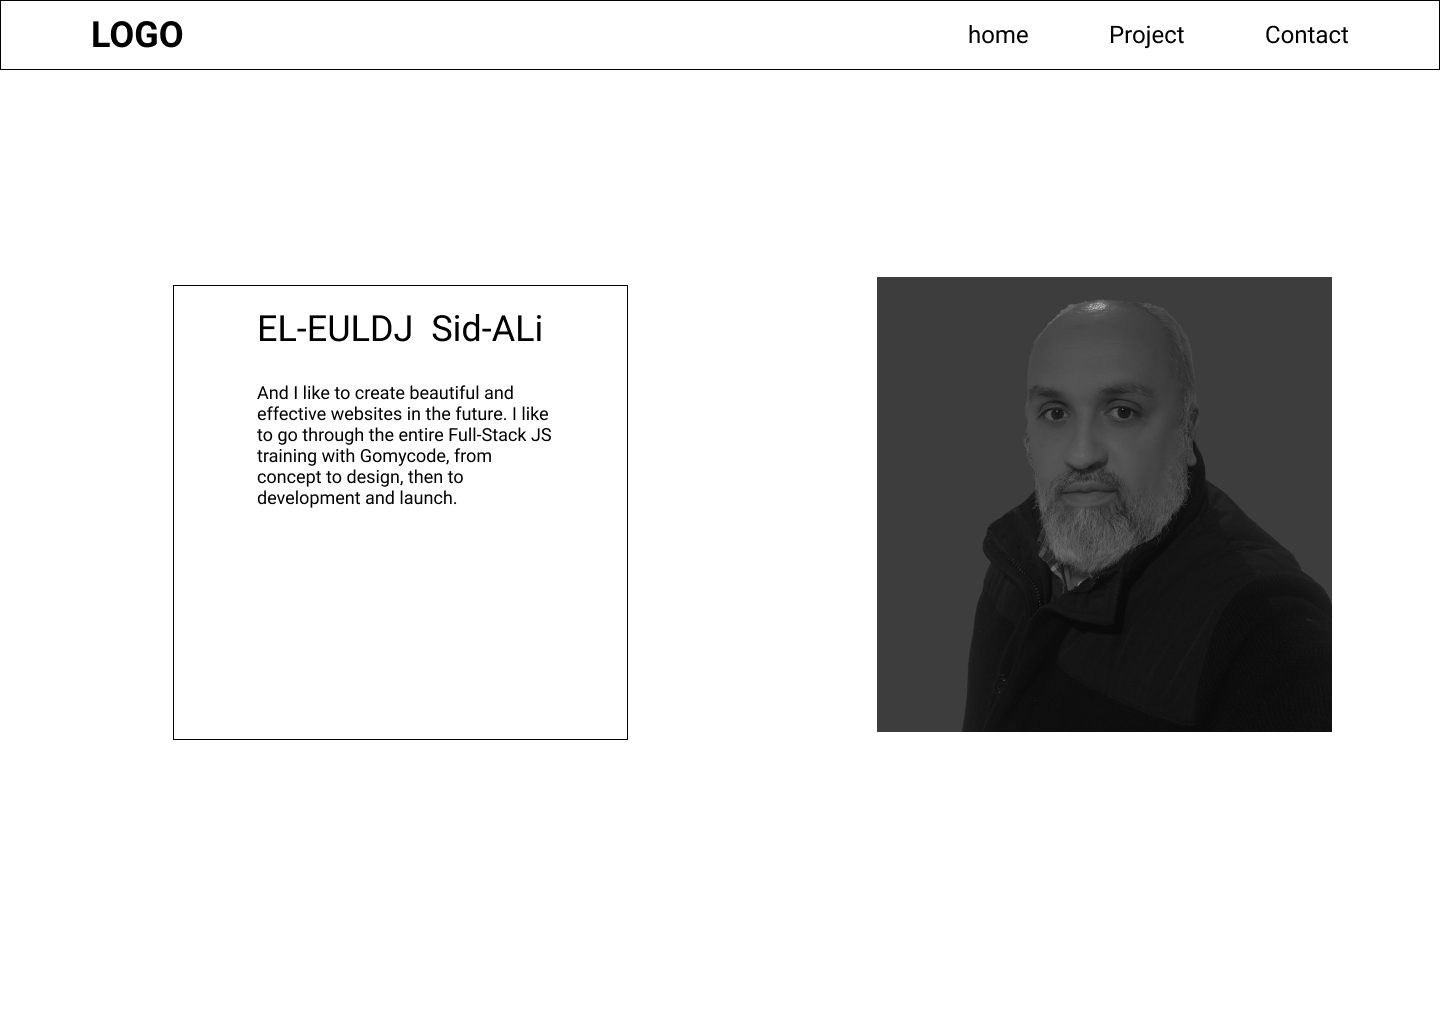 LOGO home Project Contact
EL-EULDJ Sid-ALi
And I like to create beautiful and
effective websites in the future. I like
to go through the entire Full-Stack JS
training with Gomycode, from
concept to design, then to
development and launch.